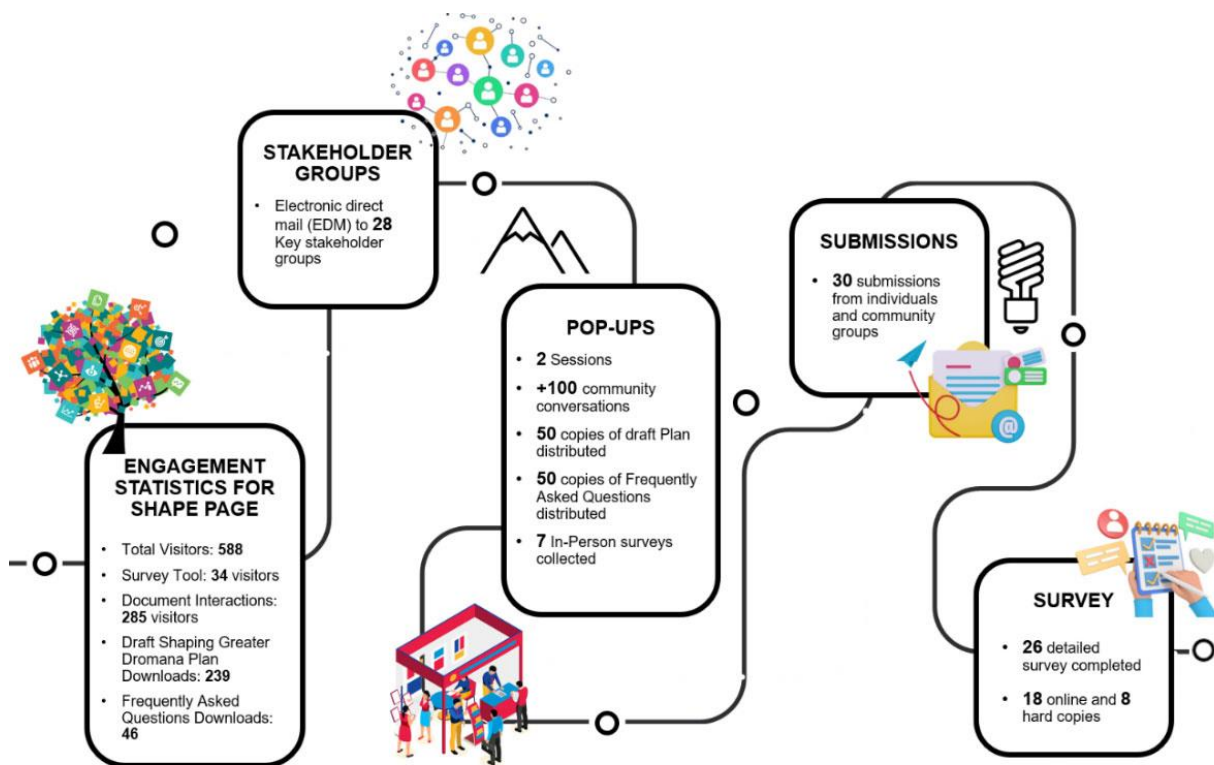 STAKEHOLDER
GROUPS
• Electronic direct
mail (EDM) to 28
Key stakeholder
groups
ENGAGEMENT
STATISTICS FOR
SHAPE PAGE
• Total Visitors: 588
• Survey Tool: 34 visitors
• Document Interactions:
285 visitors
• Draft Shaping Greater
Dromana Plan
Downloads: 239
• Frequently Asked
Questions Downloads:
46
POP-UPS
• 2 Sessions
• +100 community
conversations
• 50 copies of draft Plan
distributed
• 50 copies of Frequently
Asked Questions
distributed
• 7 In-Person surveys
collected
SUBMISSIONS
• 30 submissions
from individuals
and community
groups
@
SURVEY
• 26 detailed
survey completed
• 18 online and 8
hard copies